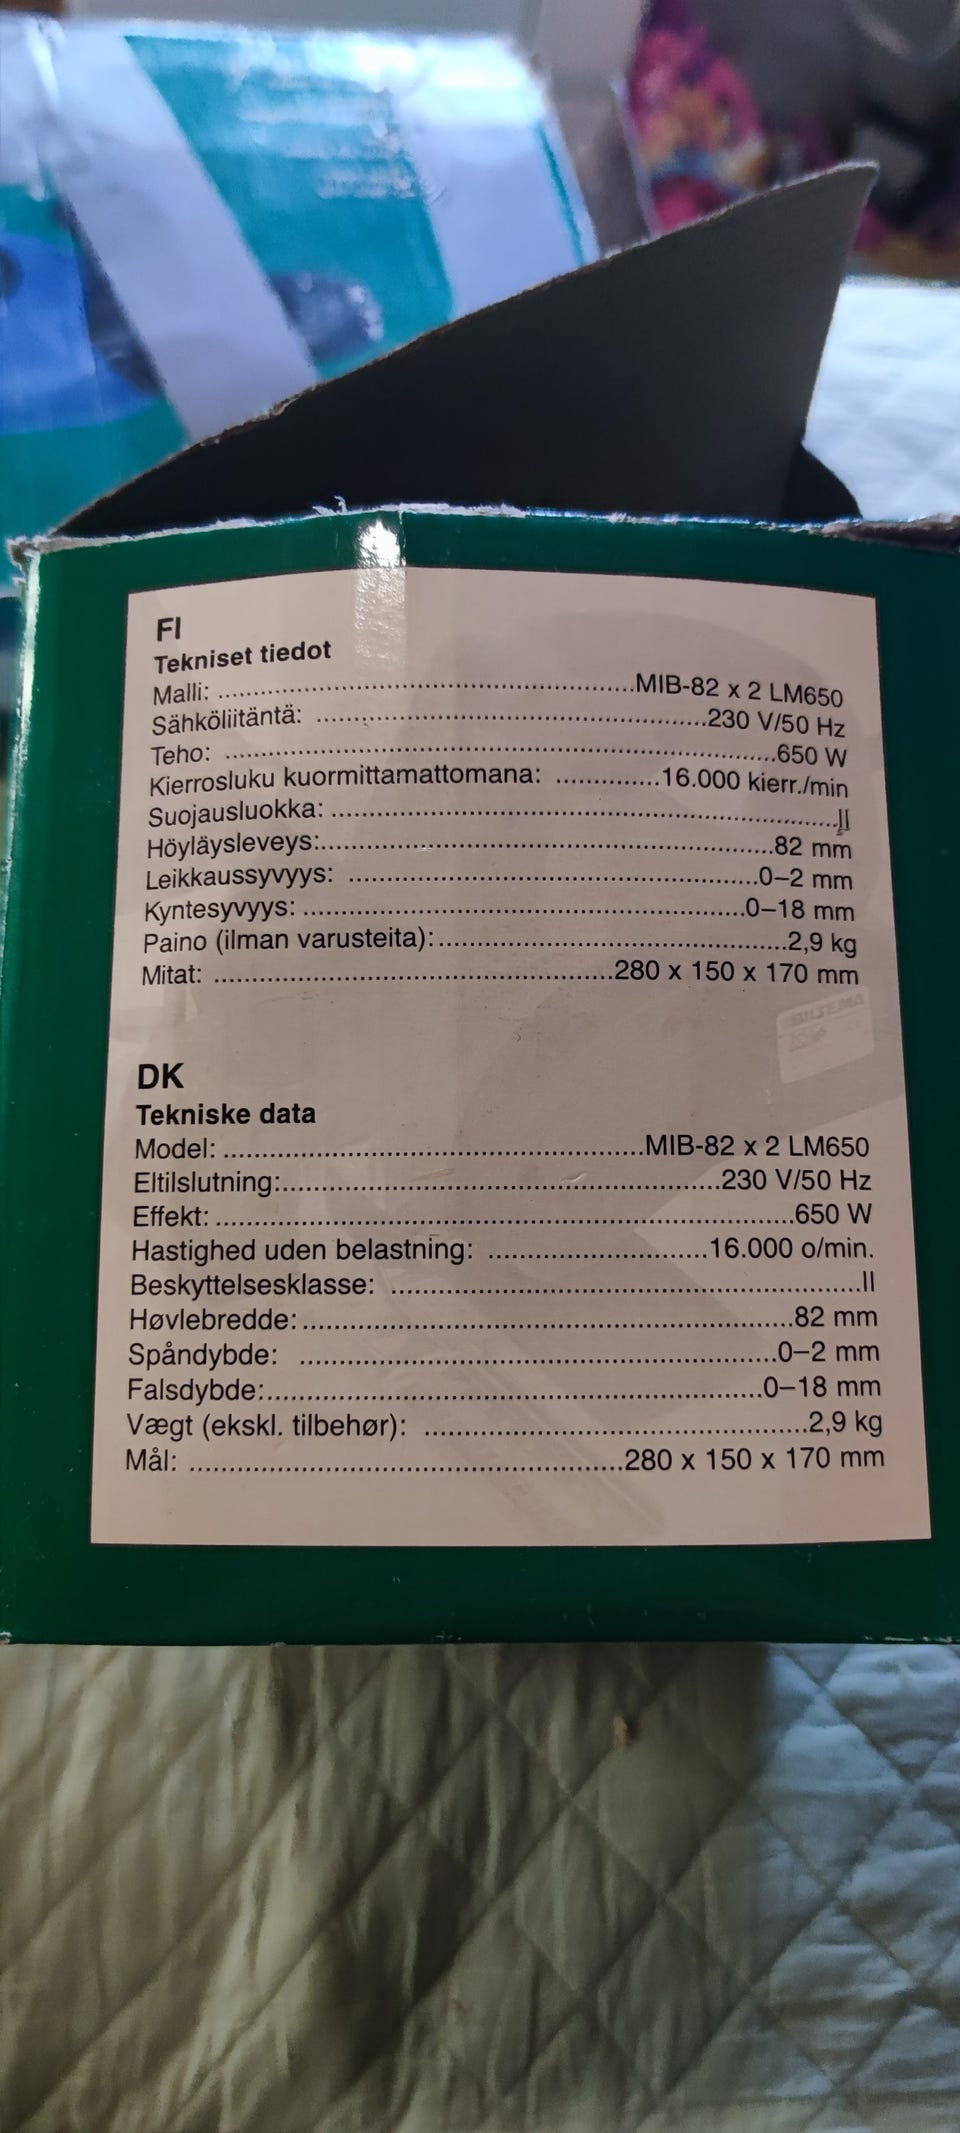 FI
Tekniset tiedot
Malli: ..........MIB-82 x 2 LM650
Sähköliitäntä: ..........230 V/50 Hz
Teho: ..........650 W
Kierrosluku kuormittamattomana: ..........16.000 kierr./min
Suojausluokka: ..........II
Höyläysleveys:..........82 mm
Leikkaussyvyys: ..........0–2 mm
Kyntesyvyys: ..........0–18 mm
Paino (ilman varusteita):..........2,9 kg
Mitat: ..........280 x 150 x 170 mm
BILTEMA
DK
Tekniske data
Model: ..........MIB-82 x 2 LM650
Eltilslutning:..........230 V/50 Hz
Effekt: ..........650 W
Hastighed uden belastning: ..........16.000 o/min.
Beskyttelsesklasse: ..........II
Høvlebredde: ..........82 mm
Spåndybde: ..........0–2 mm
Falsdybde:..........0–18 mm
Vægt (ekskl. tilbehør): ..........2,9 kg
Mål: ..........280 x 150 x 170 mm